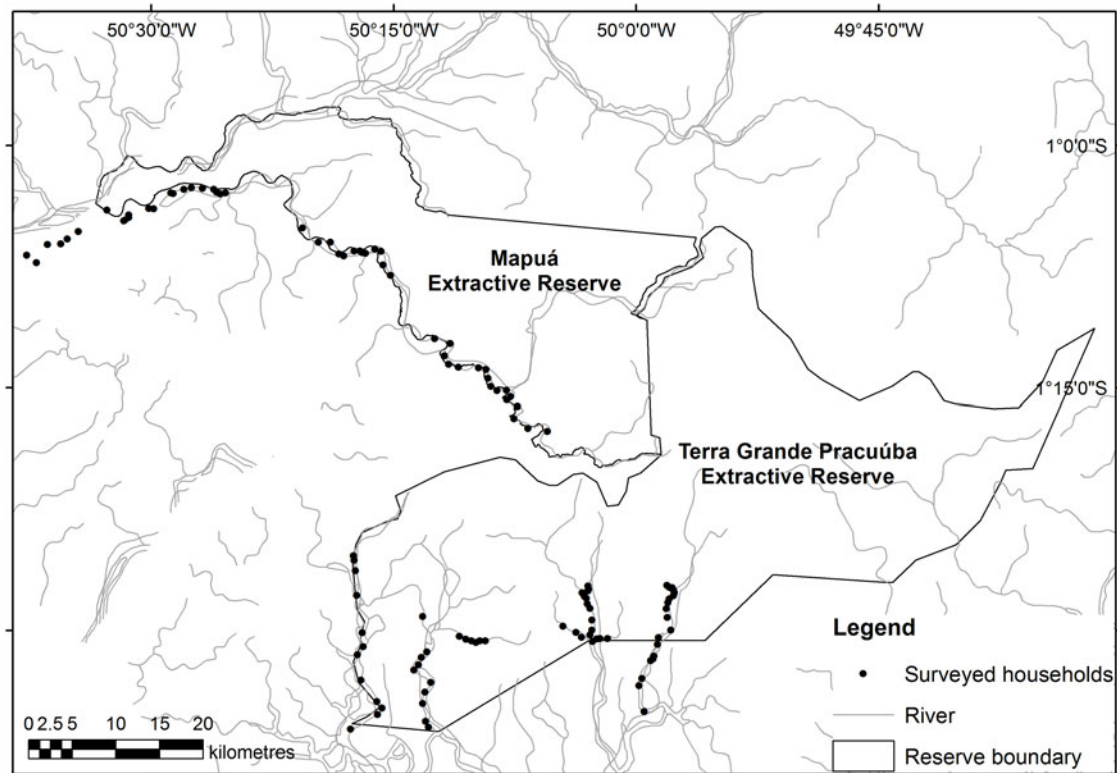 50°30'0"W 50°15'0"W 50°0'0"W 49°45'0"W
1°0'0"S
Mapuá
Extractive Reserve
1°15'0"S
Terra Grande Pracuúba
Extractive Reserve
Legend
Surveyed households
River
Reserve boundary
0 2.5 5 10 15 20
kilometres